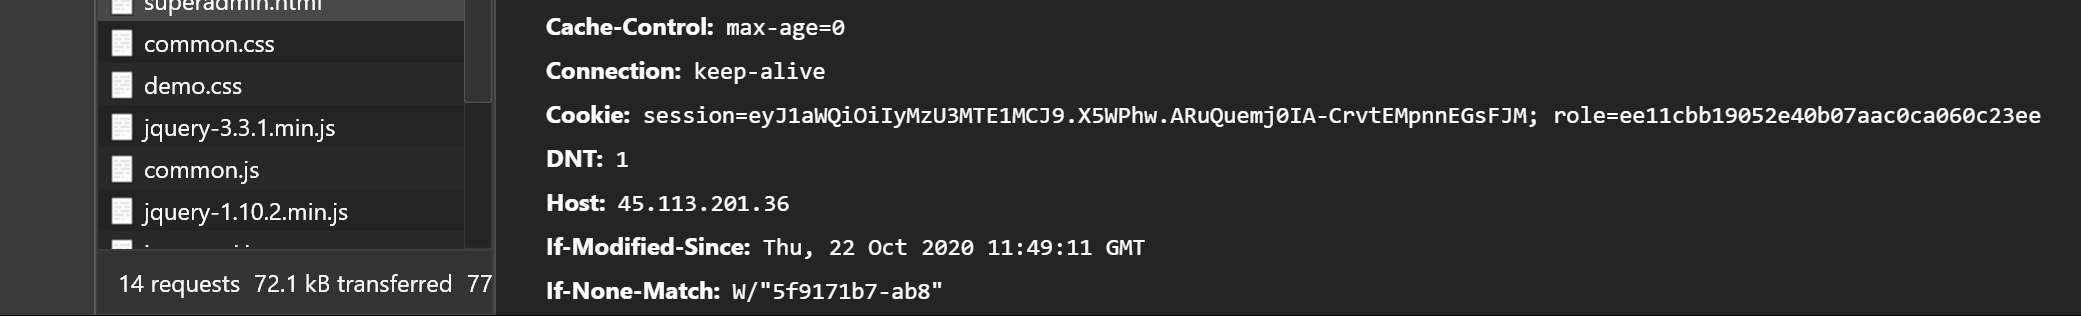 superadmin.html
common.css
demo.css
jquery-3.3.1.min.js
common.js
jquery-1.10.2.min.js
14 requests 72.1 kB transferred 77
Cache-Control: max-age=0
Connection: keep-alive
Cookie: session=eyJ1aWQiOiIyMzU3MTE1MCJ9.X5WPhw.ARuQuemj0IA-CrvtEMpnnEGsFJM; role=ee11cbb19052e40b07aac0ca060c23ee
DNT: 1
Host: 45.113.201.36
If-Modified-Since: Thu, 22 Oct 2020 11:49:11 GMT
If-None-Match: W/"5f9171b7-ab8"